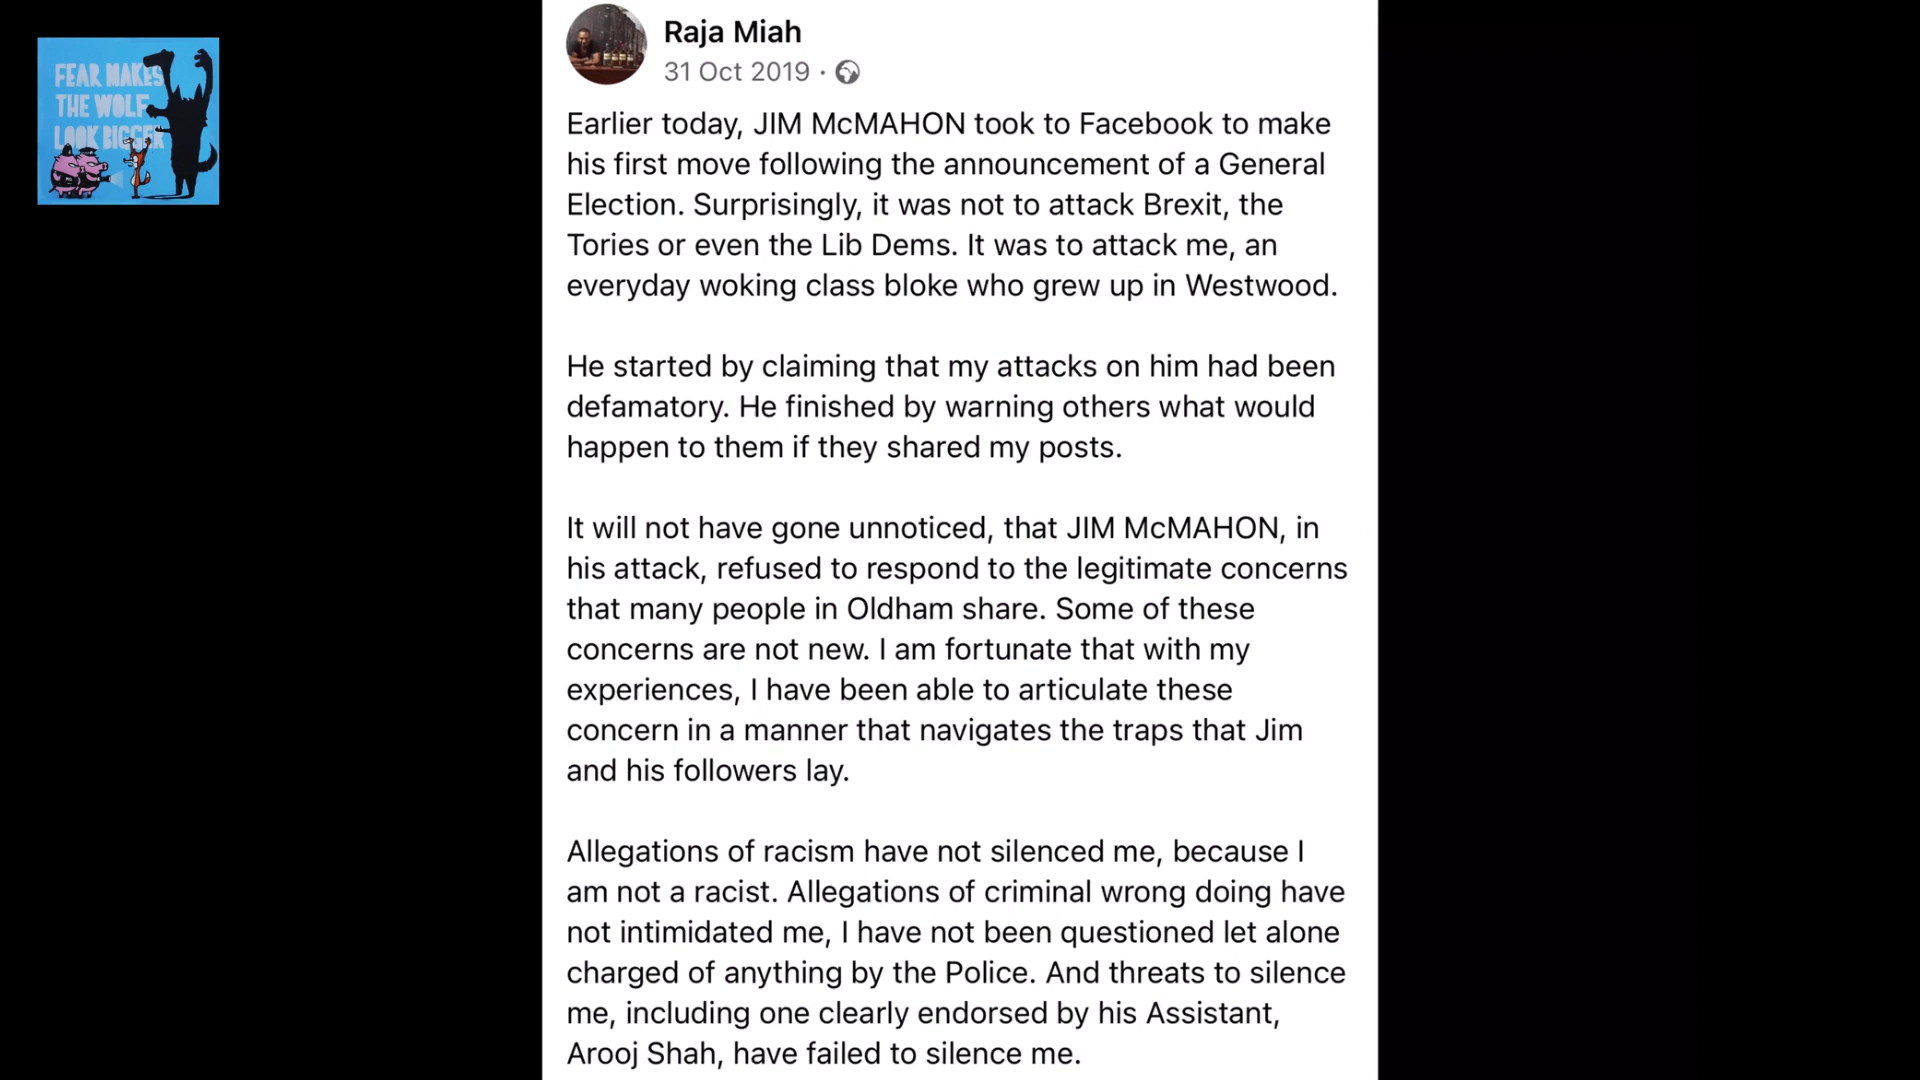 FEAR MAKES
THE WOLF
LOOK BIGGER
Raja Miah
31 Oct 2019 ·
Earlier today, JIM McMAHON took to Facebook to make
his first move following the announcement of a General
Election. Surprisingly, it was not to attack Brexit, the
Tories or even the Lib Dems. It was to attack me, an
everyday woking class bloke who grew up in Westwood.
He started by claiming that my attacks on him had been
defamatory. He finished by warning others what would
happen to them if they shared my posts.
It will not have gone unnoticed, that JIM McMAHON, in
his attack, refused to respond to the legitimate concerns
that many people in Oldham share. Some of these
concerns are not new. I am fortunate that with my
experiences, I have been able to articulate these
concern in a manner that navigates the traps that Jim
and his followers lay.
Allegations of racism have not silenced me, because I
am not a racist. Allegations of criminal wrong doing have
not intimidated me, I have not been questioned let alone
charged of anything by the Police. And threats to silence
me, including one clearly endorsed by his Assistant,
Arooj Shah, have failed to silence me.